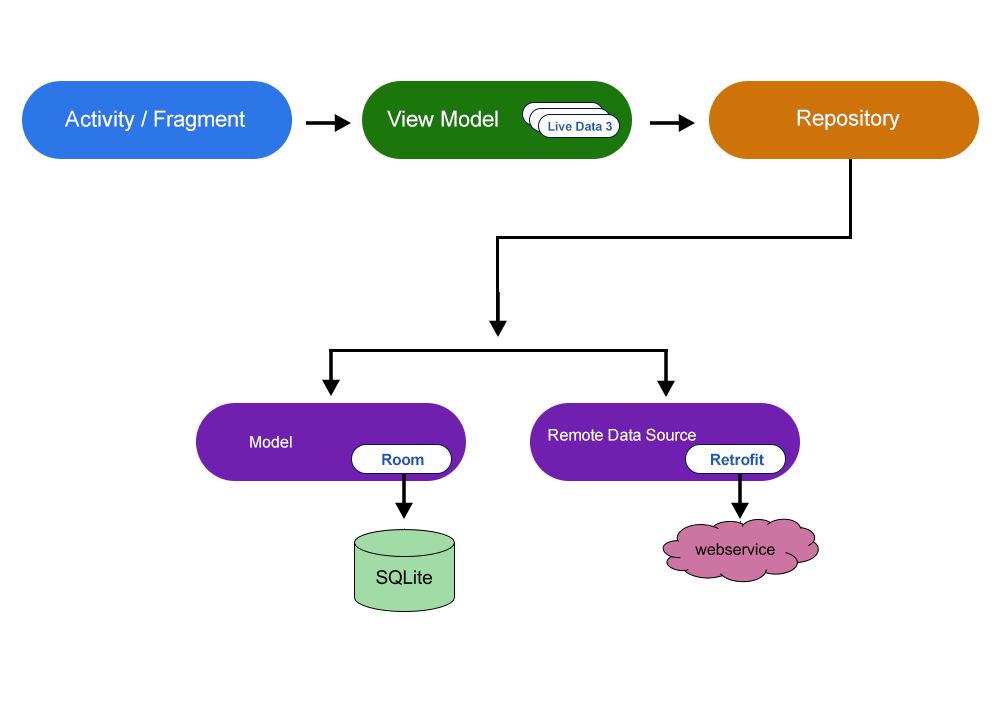 Activity / Fragment
View Model
Live Data 3
Repository
Model
Room
Remote Data Source
Retrofit
SQLite
webservice